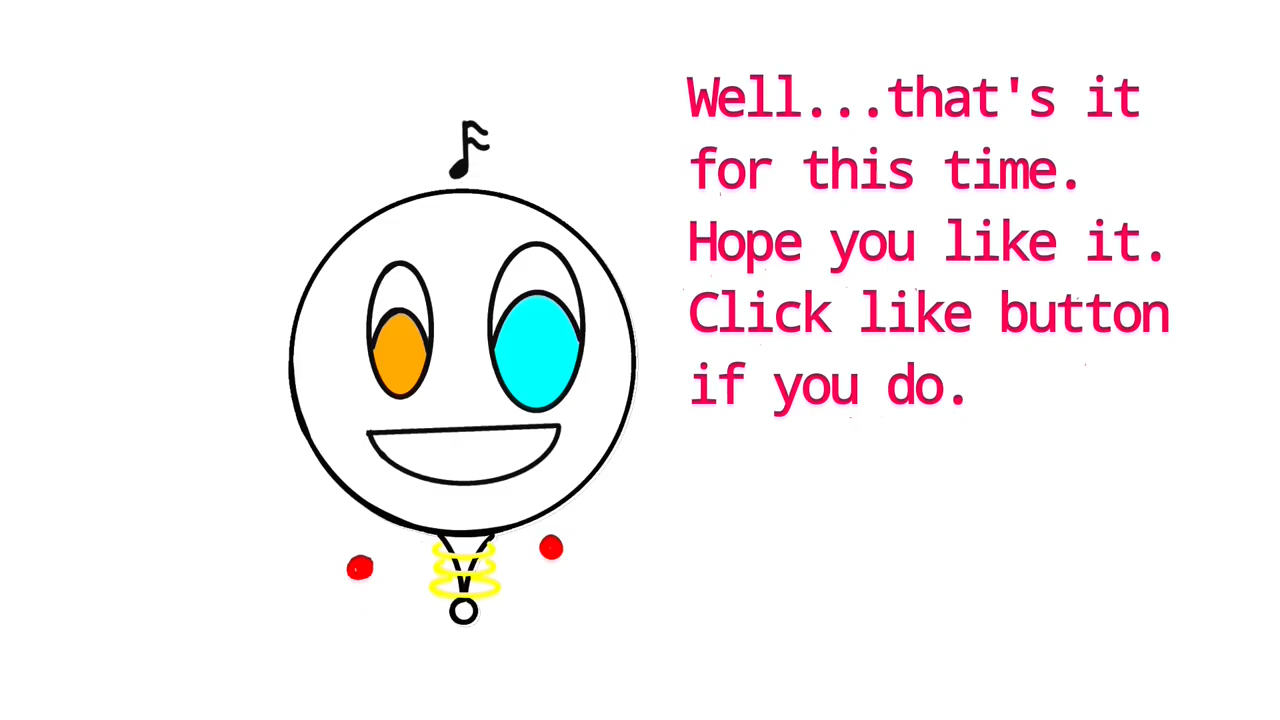 Well...that's it
for this time.
Hope you like it.
Click like button
if you do.